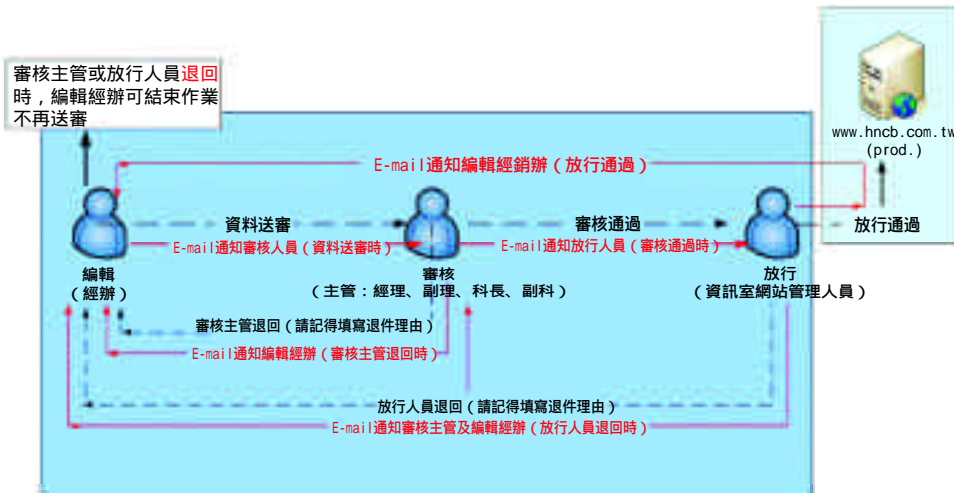 審核主管或放行人員退回
時，編輯經辦可結束作業
不再送審
www.hncb.com.tw
(prod.)
E-mail通知編輯經銷辦（放行通過）
資料送審
審核通過
放行通過
E-mail通知審核人員（資料送審時）
E-mail通知放行人員（審核通過時）
編輯
（經辦）
審核
（主管：經理、副理、科長、副科）
放行
（資訊室網站管理人員）
審核主管退回（請記得填寫退件理由）
E-mail通知編輯經辦（審核主管退回時）
放行人員退回（請記得填寫退件理由）
E-mail通知審核主管及編輯經辦（放行人員退回時）